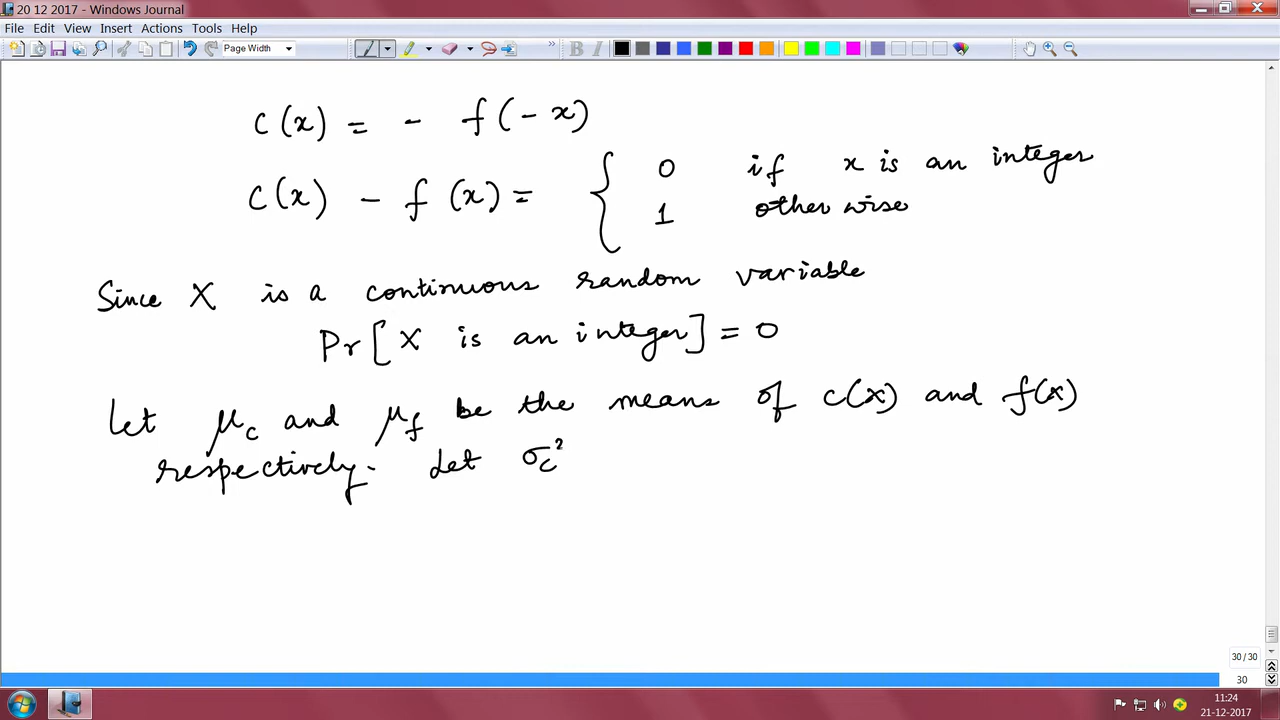 20 12 2017 - Windows Journal
File Edit View Insert Actions Tools Help
Page Width
B I
c(x) = - f(-x)
c(x) - f(x) = { 0 if x is an integer
1 otherwise
Since X is a continuous random variable
Pr[X is an integer] = 0
Let μc and μf be the means of c(x) and f(x)
respectively. Let σc²
30 / 30
30
11:24
21-12-2017